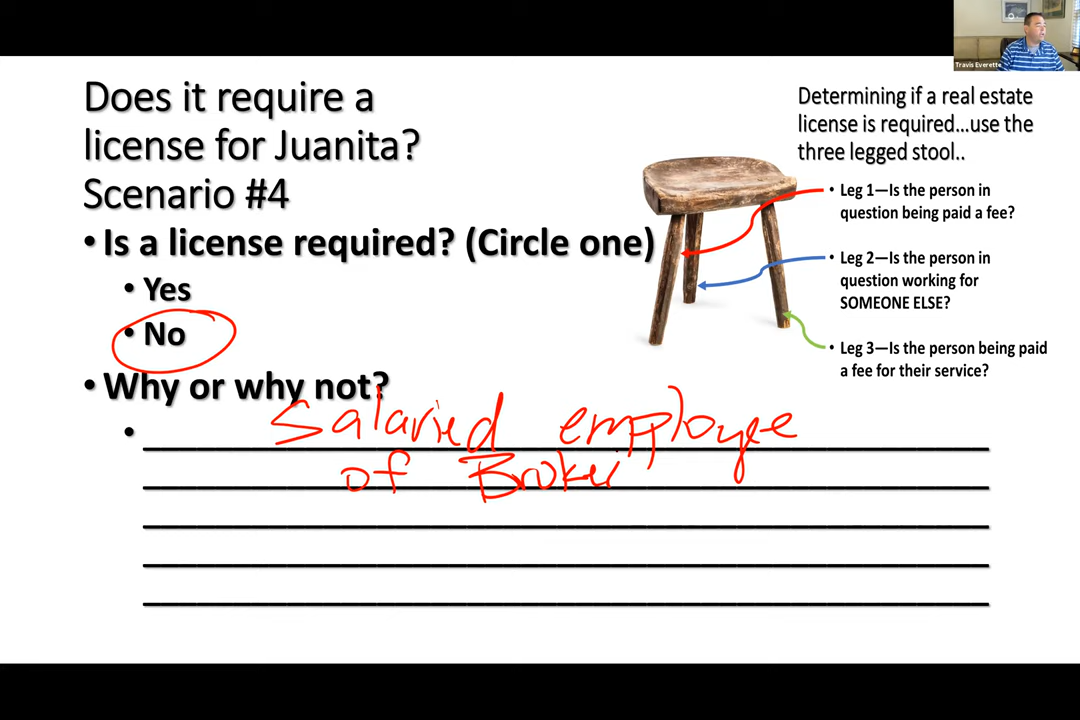 Does it require a
license for Juanita?
Scenario #4
• Is a license required? (Circle one)
• Yes
• No
• Why or why not?
• Salaried employee
of Broker
Determining if a real estate
license is required...use the
three legged stool..
• Leg 1—Is the person in
question being paid a fee?
• Leg 2—Is the person in
question working for
SOMEONE ELSE?
• Leg 3—Is the person being paid
a fee for their service?
Travis Everette